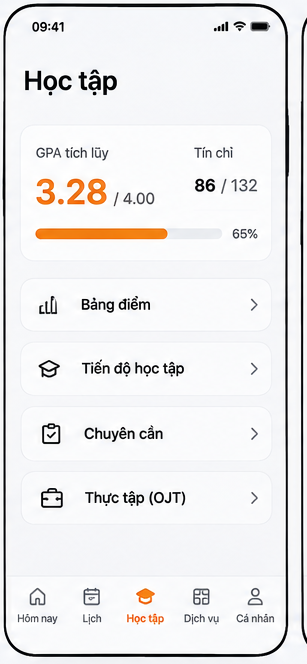 09:41
Học tập
GPA tích lũy
Tín chỉ
3.28 / 4.00
86 / 132
65%
Bảng điểm
Tiến độ học tập
Chuyên cần
Thực tập (OJT)
Hôm nay
Lịch
Học tập
Dịch vụ
Cá nhân